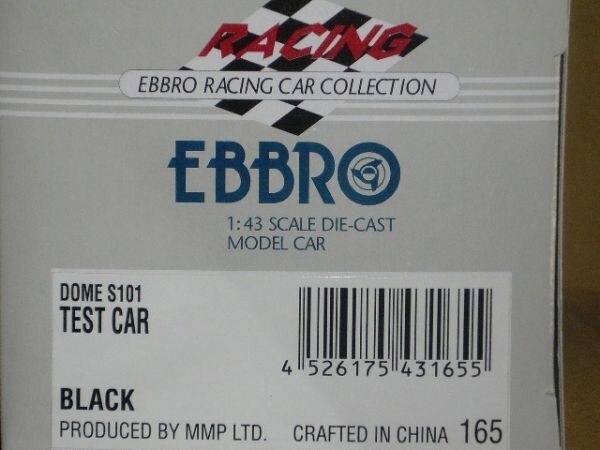 RACING
EBBRO RACING CAR COLLECTION
EBBRO
1:43 SCALE DIE-CAST
MODEL CAR
DOME S101
TEST CAR
4 526175 431655
BLACK
PRODUCED BY MMP LTD. CRAFTED IN CHINA 165